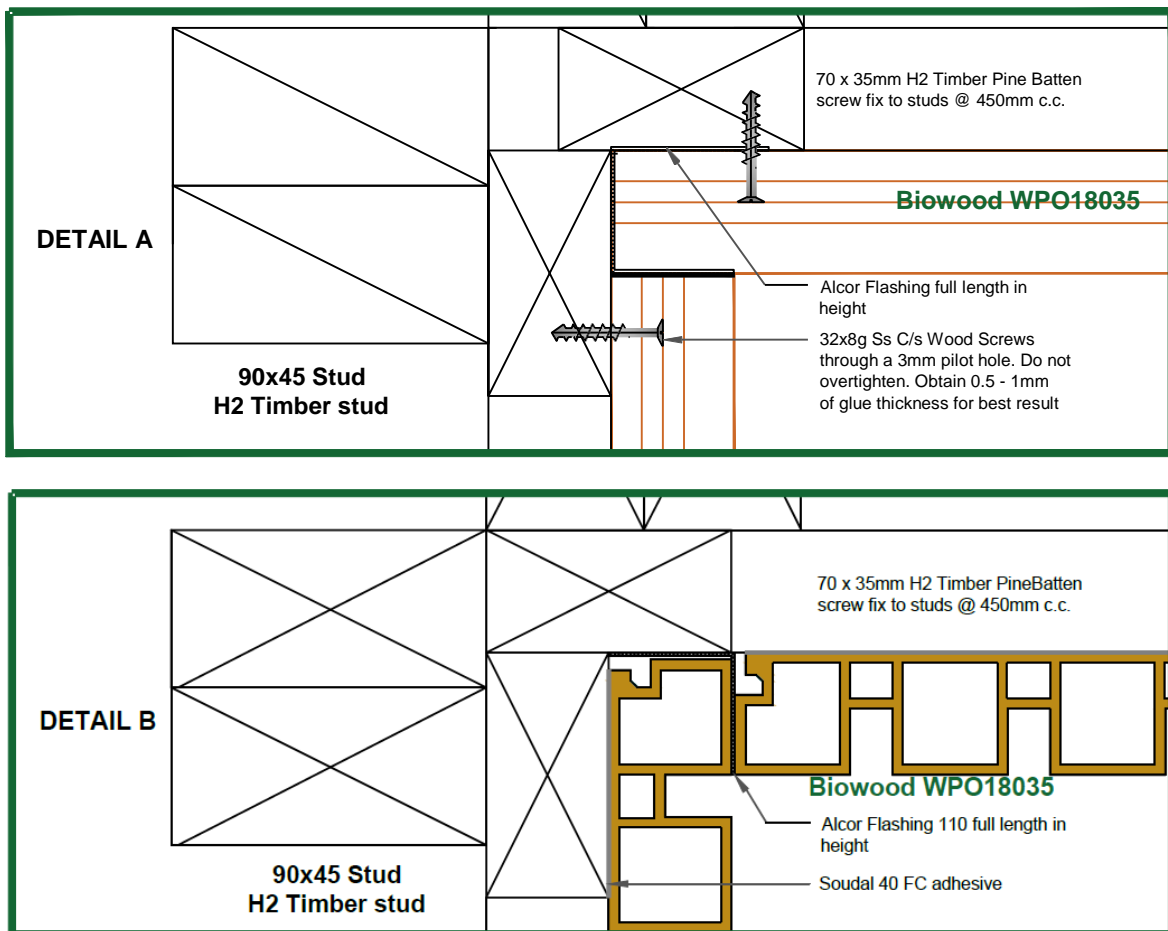 70 x 35mm H2 Timber Pine Batten
screw fix to studs @ 450mm c.c.
Biowood WPO18035
DETAIL A
Alcor Flashing full length in
height
32x8g Ss C/s Wood Screws
through a 3mm pilot hole. Do not
overtighten. Obtain 0.5 - 1mm
of glue thickness for best result
90x45 Stud
H2 Timber stud
70 x 35mm H2 Timber PineBatten
screw fix to studs @ 450mm c.c.
DETAIL B
Biowood WPO18035
Alcor Flashing 110 full length in
height
Soudal 40 FC adhesive
90x45 Stud
H2 Timber stud